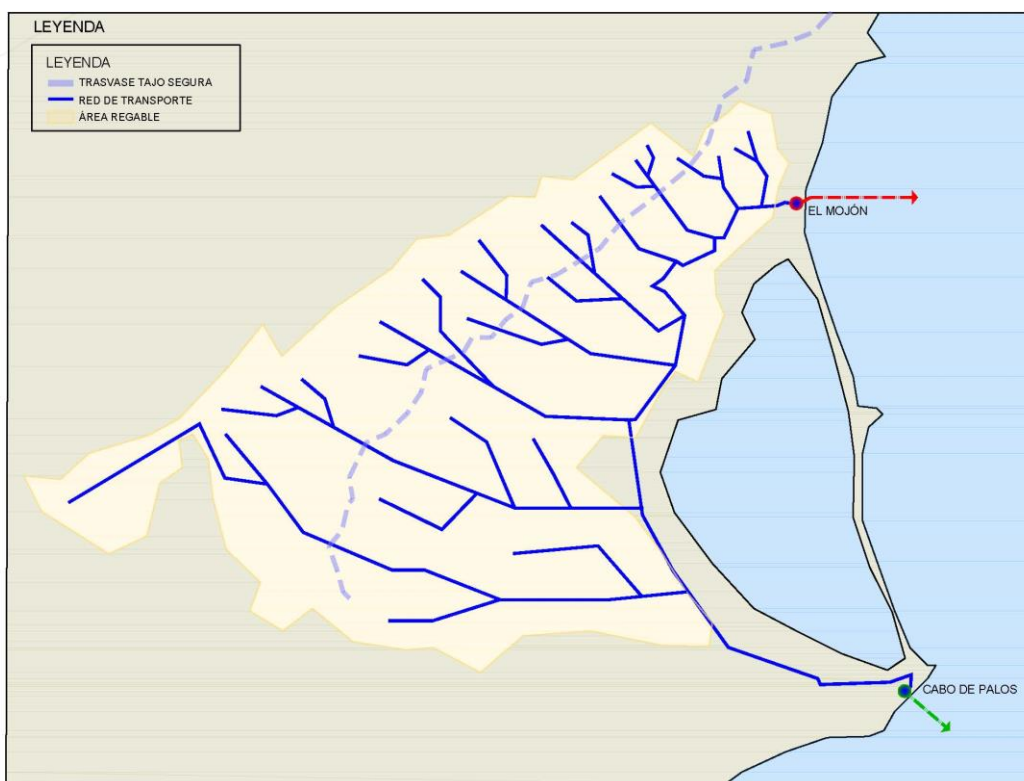 LEYENDA
LEYENDA
TRASVASE TAJO SEGURA
RED DE TRANSPORTE
ÁREA REGABLE
EL MOJÓN
CABO DE PALOS